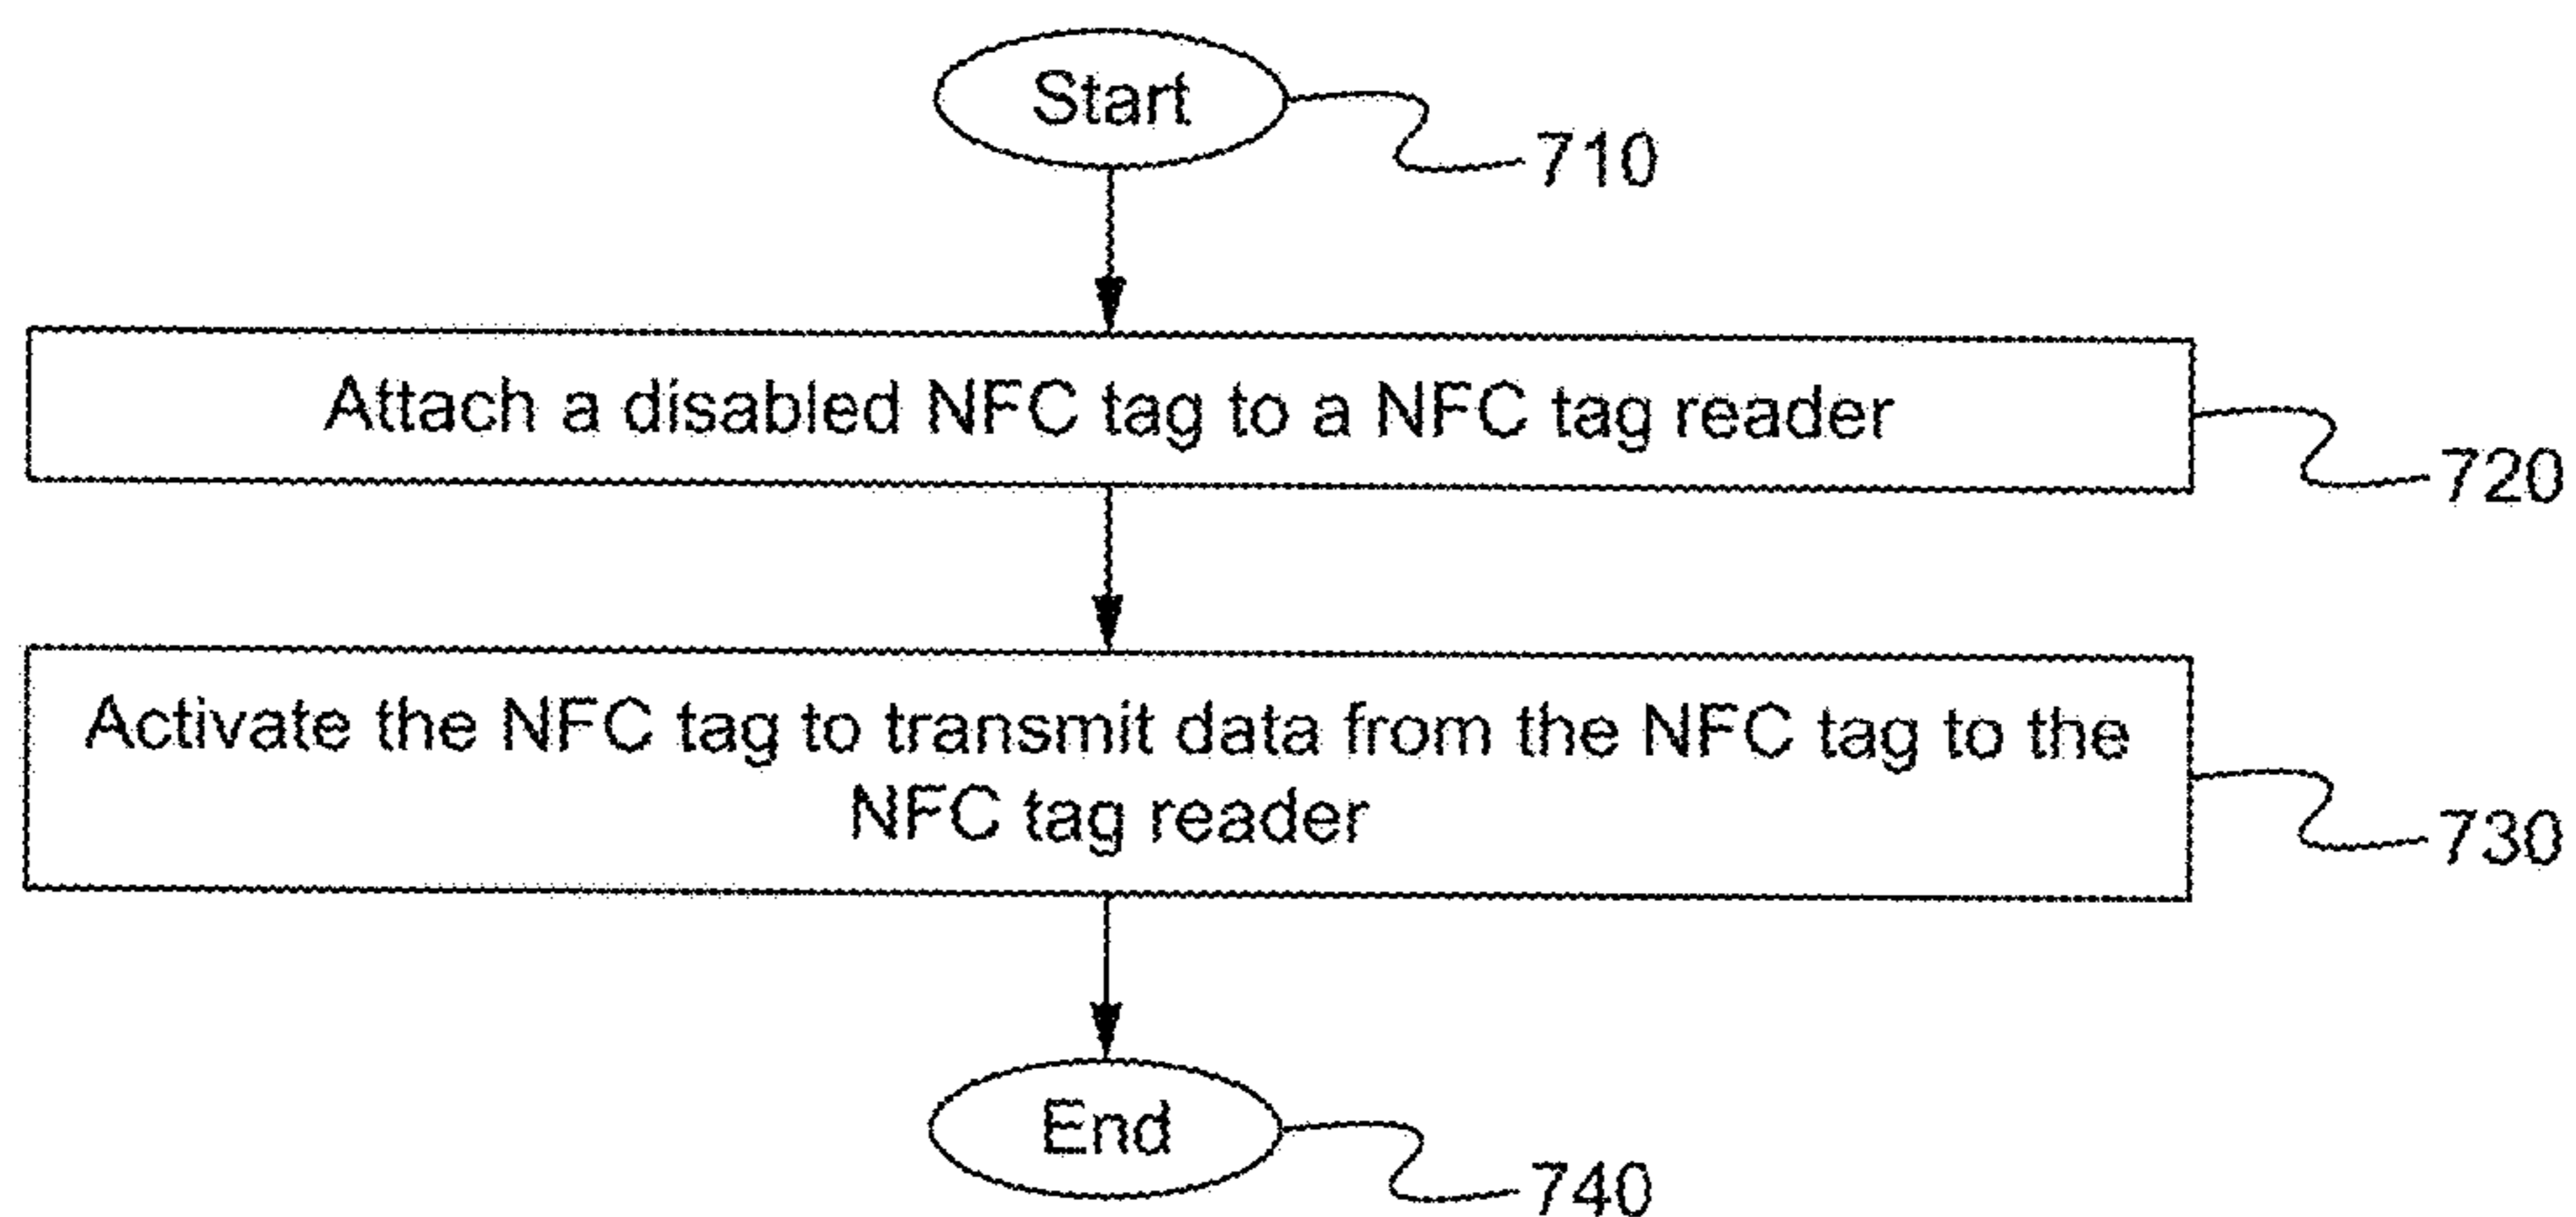 Start
710
Attach a disabled NFC tag to a NFC tag reader
720
Activate the NFC tag to transmit data from the NFC tag to the
NFC tag reader
730
End
740